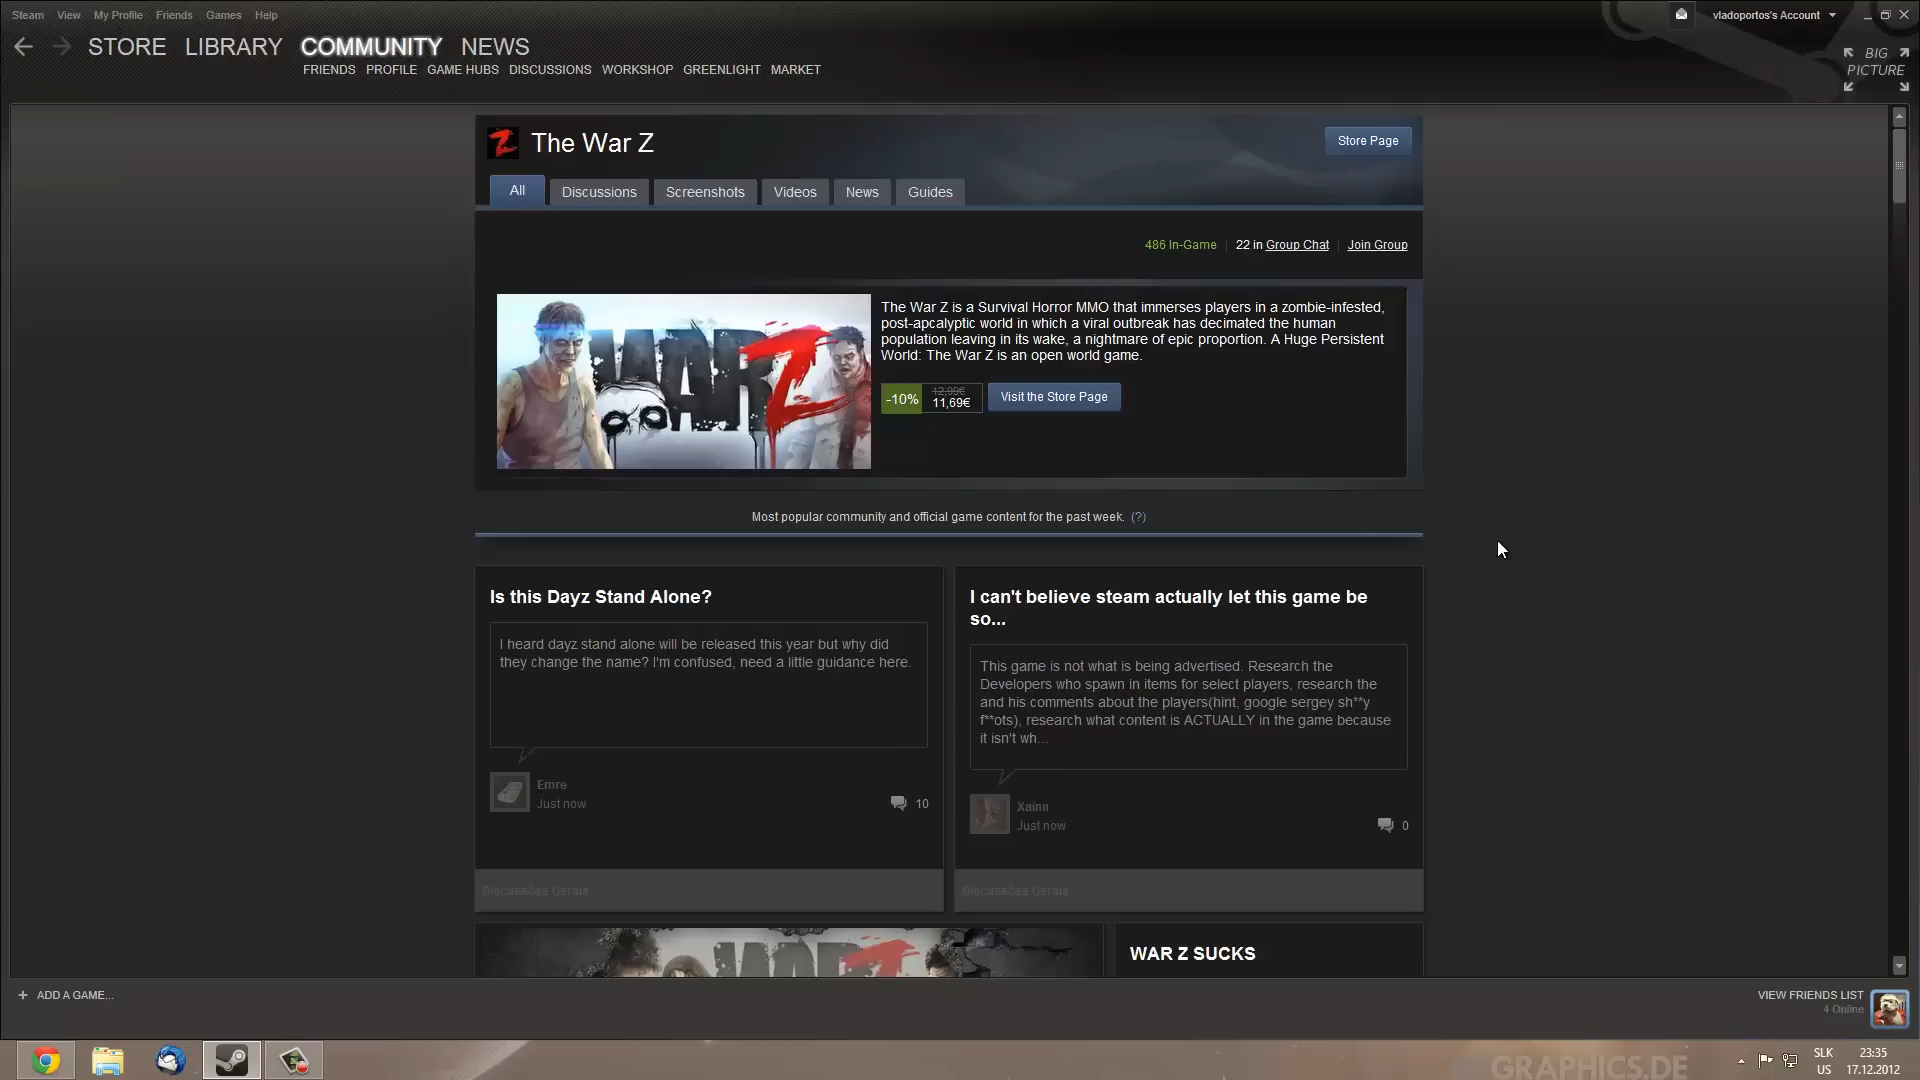 Steam View My Profile Friends Games Help
vladoportos's Account
STORE LIBRARY COMMUNITY NEWS
BIG PICTURE
FRIENDS PROFILE GAME HUBS DISCUSSIONS WORKSHOP GREENLIGHT MARKET
The War Z
Store Page
All Discussions Screenshots Videos News Guides
486 In-Game | 22 in Group Chat | Join Group
WAR Z
The War Z is a Survival Horror MMO that immerses players in a zombie-infested,
post-apcalyptic world in which a viral outbreak has decimated the human
population leaving in its wake, a nightmare of epic proportion. A Huge Persistent
World: The War Z is an open world game.
-10% 12,99€ 11,69€ Visit the Store Page
Most popular community and official game content for the past week. (?)
Is this Dayz Stand Alone?
I heard dayz stand alone will be released this year but why did
they change the name? I'm confused, need a little guidance here.
Emre
Just now
10
Discussões Gerais
I can't believe steam actually let this game be
so...
This game is not what is being advertised. Research the
Developers who spawn in items for select players, research the
and his comments about the players(hint, google sergey sh**y
f**ots), research what content is ACTUALLY in the game because
it isn't wh...
Xainn
Just now
0
Discussões Gerais
WAR Z
WAR Z SUCKS
+ ADD A GAME...
VIEW FRIENDS LIST
4 Online
GRAPHICS.DE
SLK
US
23:35
17.12.2012